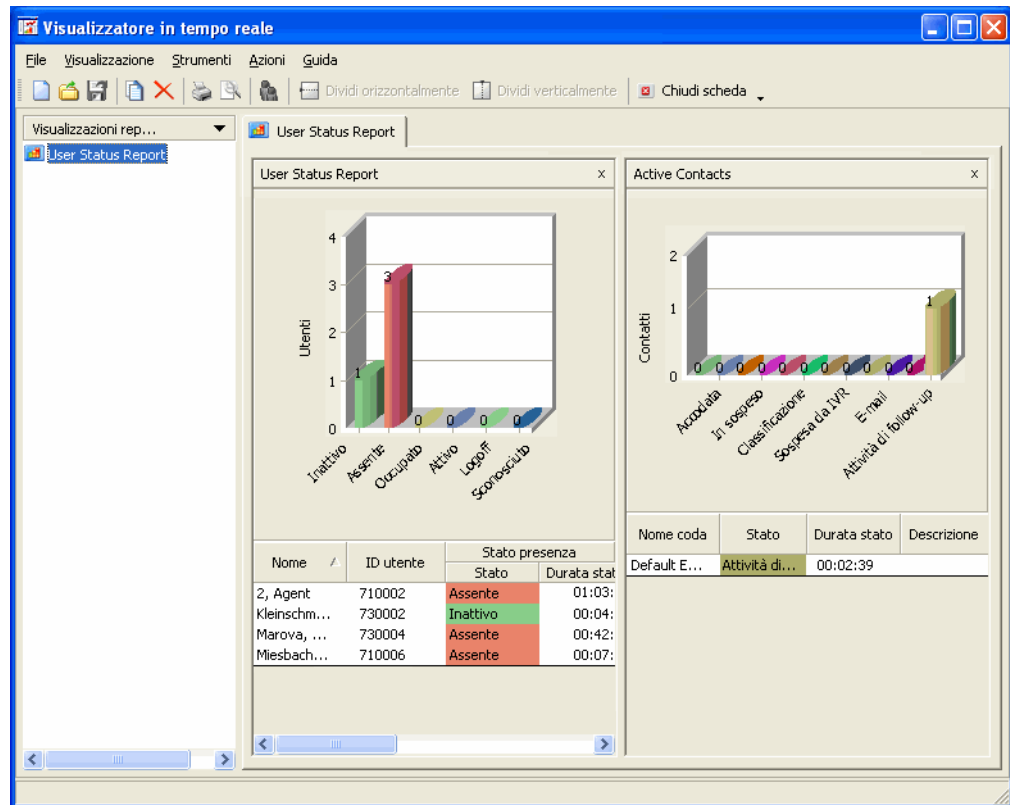 Visualizzatore in tempo reale
File Visualizzazione Strumenti Azioni Guida
Dividi orizzontalmente Dividi verticalmente Chiudi scheda
Visualizzazioni rep...
User Status Report
User Status Report
User Status Report x
4
3
2
1
0
Utenti
1 3 0 0 0 0
Inattivo Assente Occupato Attivo Logoff Sconosciuto
Nome ID utente Stato presenza
Stato Durata stat
2, Agent 710002 Assente 01:03:
Kleinschm... 730002 Inattivo 00:04:
Marova, ... 730004 Assente 00:42:
Miesbach... 710006 Assente 00:07:
Active Contacts x
2
1
0
Contatti
0 0 0 0 0 0 0 0 0 0 1
Accodata In sospeso Classificazione Sospesa da IVR E-mail Attività di follow-up
Nome coda Stato Durata stato Descrizione
Default E... Attività di... 00:02:39